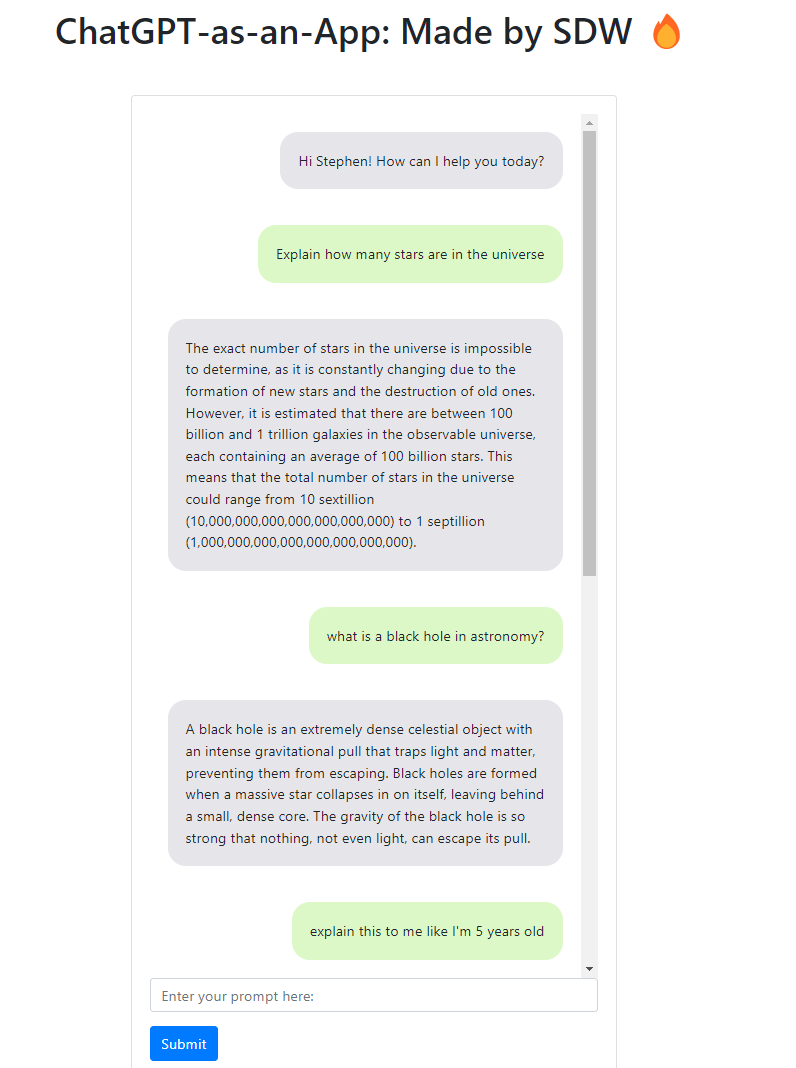 ChatGPT-as-an-App: Made by SDW 🔥
Hi Stephen! How can I help you today?
Explain how many stars are in the universe
The exact number of stars in the universe is impossible
to determine, as it is constantly changing due to the
formation of new stars and the destruction of old ones.
However, it is estimated that there are between 100
billion and 1 trillion galaxies in the observable universe,
each containing an average of 100 billion stars. This
means that the total number of stars in the universe
could range from 10 sextillion
(10,000,000,000,000,000,000,000) to 1 septillion
(1,000,000,000,000,000,000,000,000).
what is a black hole in astronomy?
A black hole is an extremely dense celestial object with
an intense gravitational pull that traps light and matter,
preventing them from escaping. Black holes are formed
when a massive star collapses in on itself, leaving behind
a small, dense core. The gravity of the black hole is so
strong that nothing, not even light, can escape its pull.
explain this to me like I'm 5 years old
Enter your prompt here:
Submit